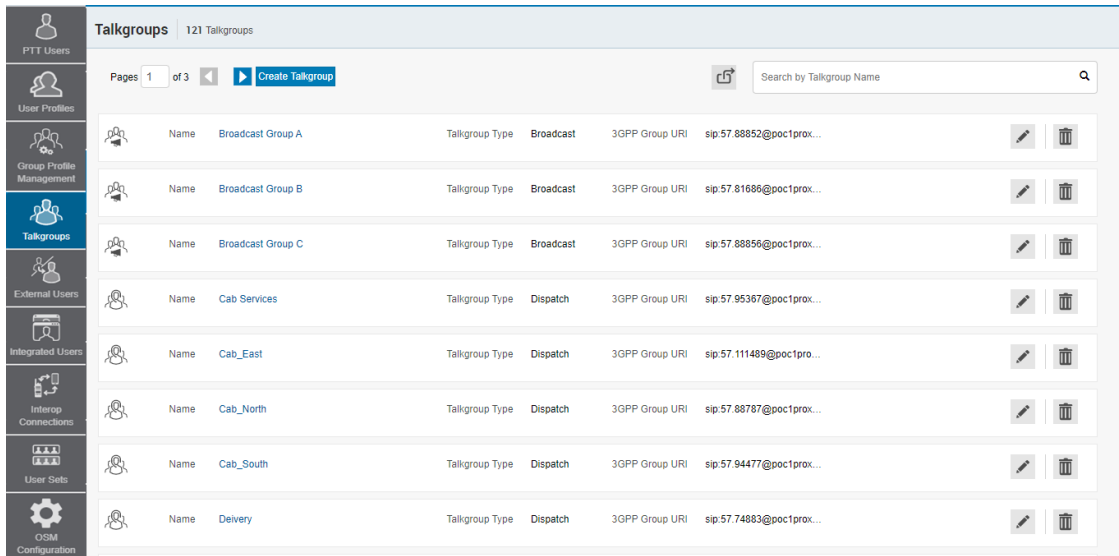 PTT Users
User Profiles
Group Profile
Management
Talkgroups
External Users
Integrated Users
Interop
Connections
User Sets
OSM
Configuration
Talkgroups 121 Talkgroups
Pages 1 of 3 Create Talkgroup Search by Talkgroup Name
Name Broadcast Group A Talkgroup Type Broadcast 3GPP Group URI sip:57.88852@poc1prox...
Name Broadcast Group B Talkgroup Type Broadcast 3GPP Group URI sip:57.81686@poc1prox...
Name Broadcast Group C Talkgroup Type Broadcast 3GPP Group URI sip:57.88856@poc1prox...
Name Cab Services Talkgroup Type Dispatch 3GPP Group URI sip:57.95367@poc1prox...
Name Cab_East Talkgroup Type Dispatch 3GPP Group URI sip:57.111489@poc1pro...
Name Cab_North Talkgroup Type Dispatch 3GPP Group URI sip:57.88787@poc1prox...
Name Cab_South Talkgroup Type Dispatch 3GPP Group URI sip:57.94477@poc1prox...
Name Deivery Talkgroup Type Dispatch 3GPP Group URI sip:57.74883@poc1prox...